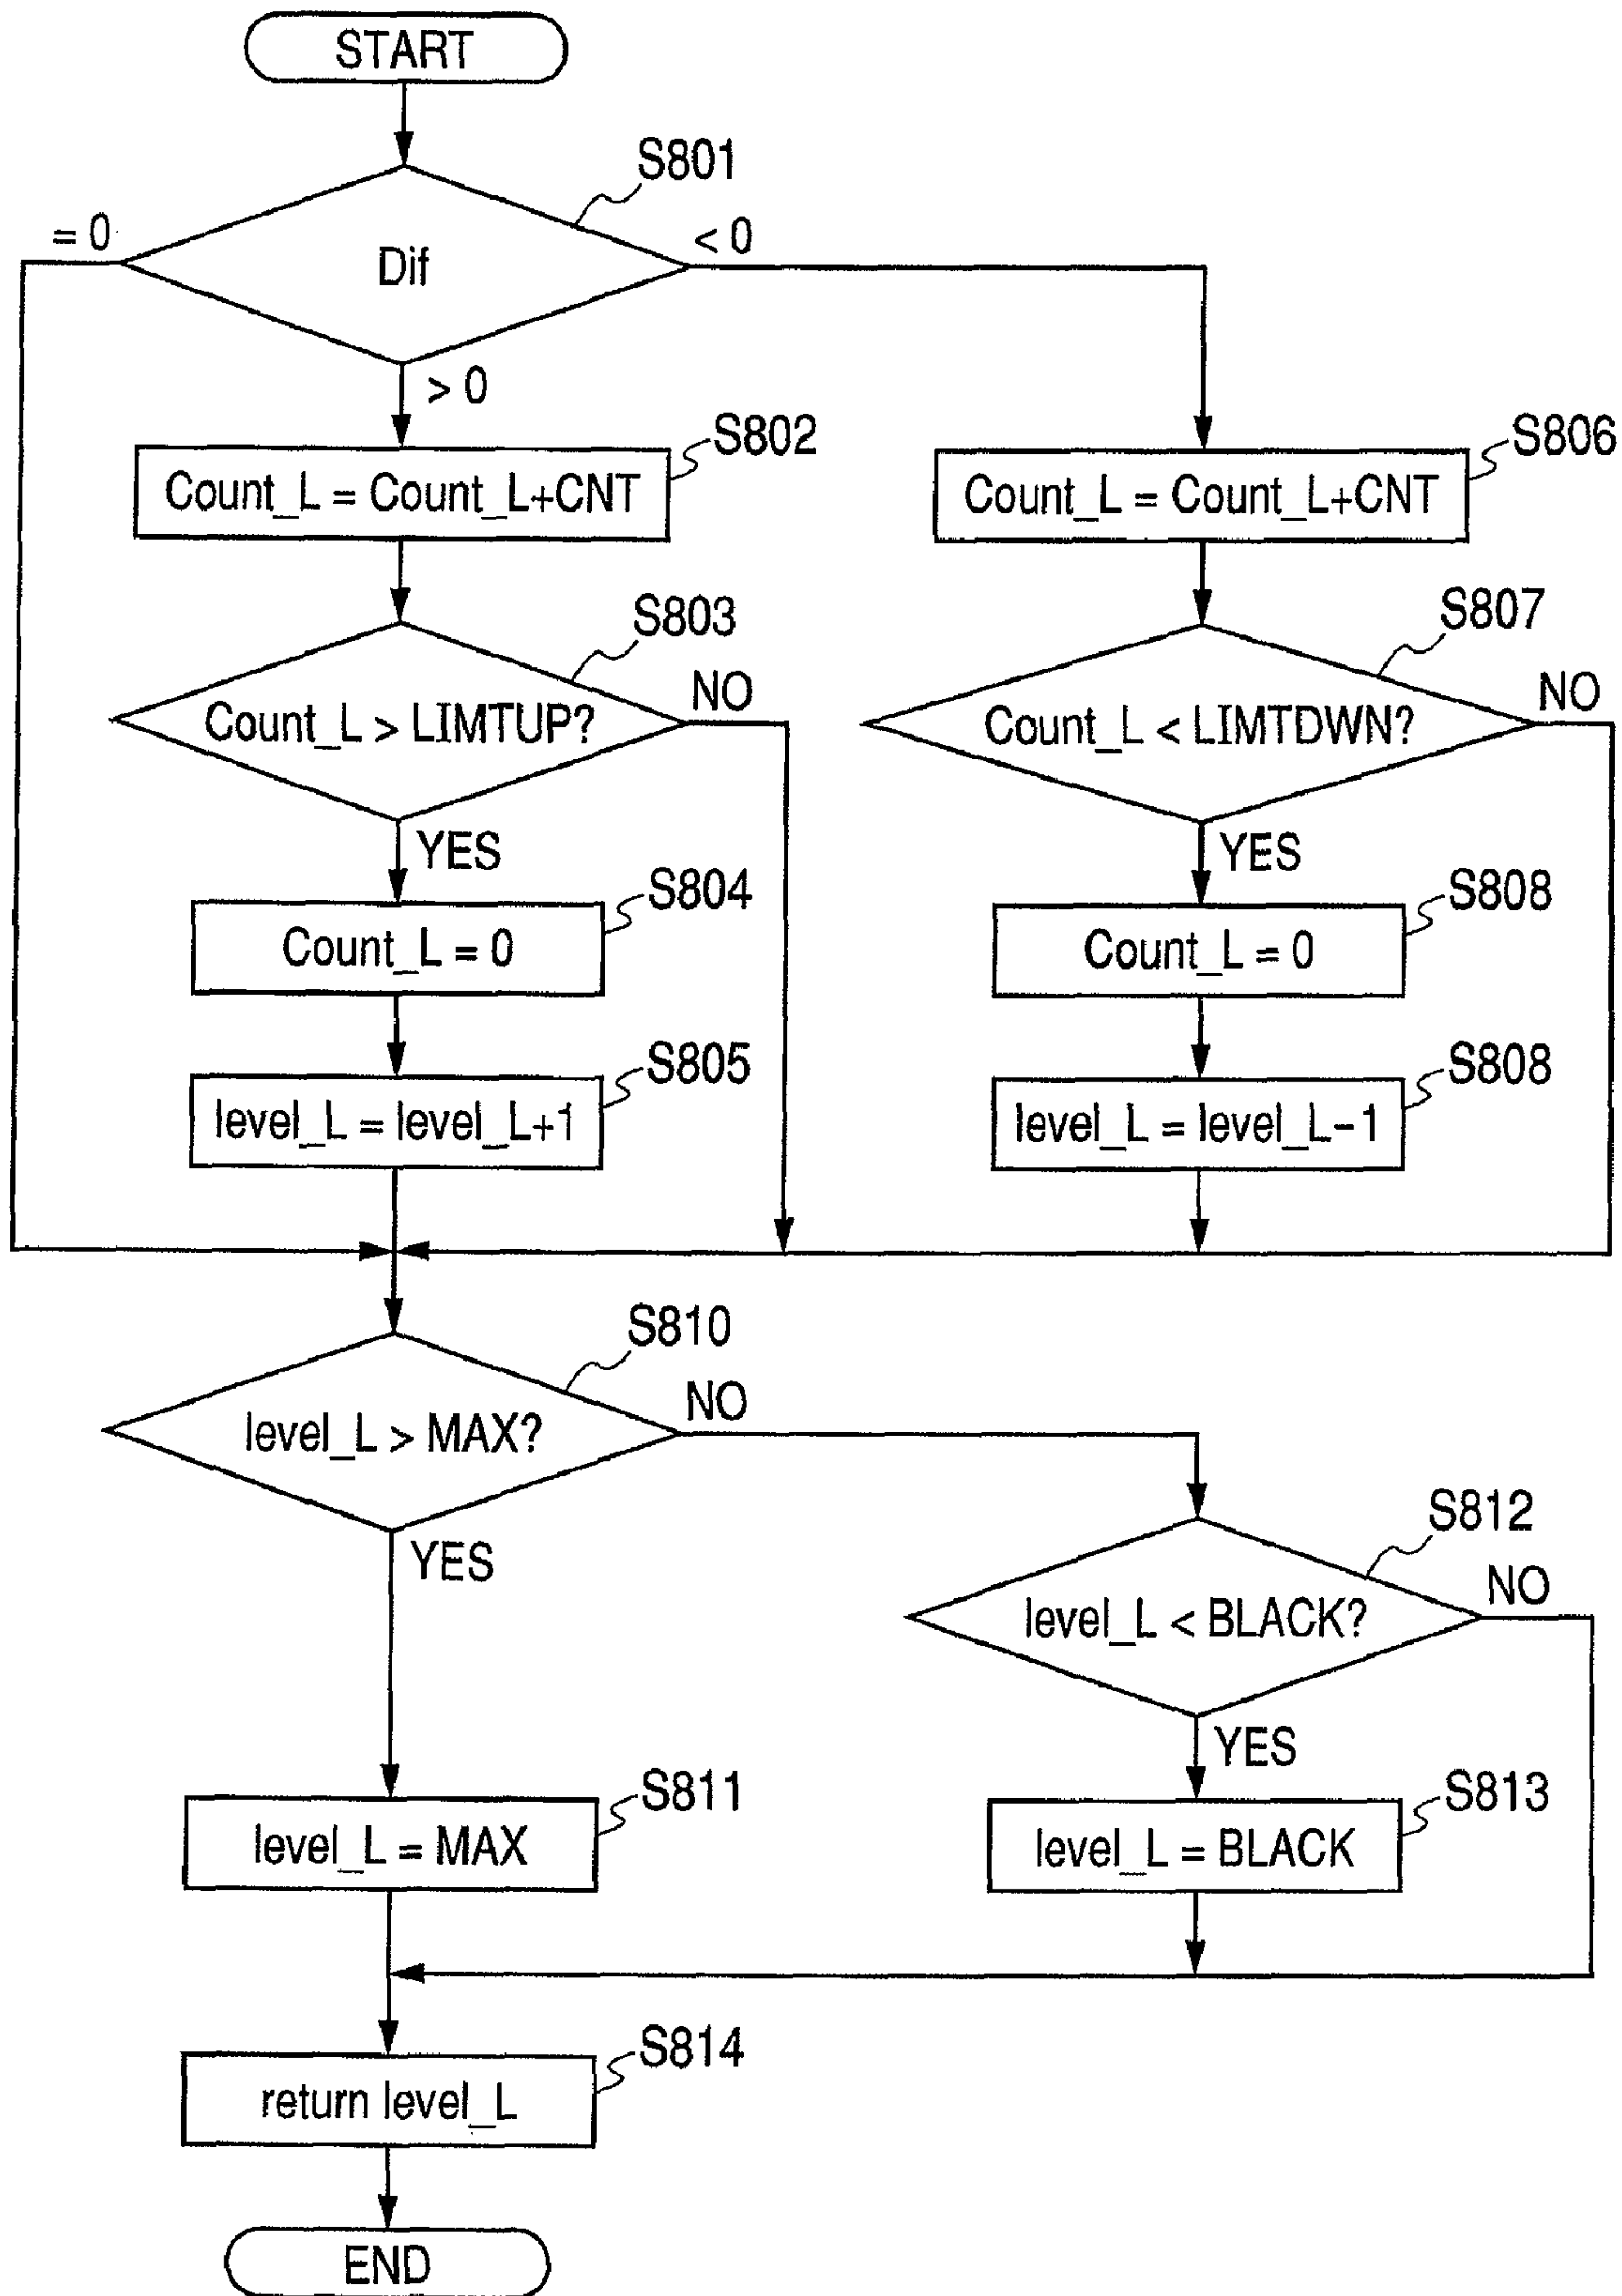 START
S801
= 0
Dif
< 0
> 0
S802
Count_L = Count_L+CNT
S806
Count_L = Count_L+CNT
S803
Count_L > LIMTUP?
NO
S807
Count_L < LIMTDWN?
NO
YES
YES
S804
Count_L = 0
S808
Count_L = 0
S805
level_L = level_L+1
S808
level_L = level_L−1
S810
level_L > MAX?
NO
YES
S812
level_L < BLACK?
NO
YES
S811
level_L = MAX
S813
level_L = BLACK
S814
return level_L
END